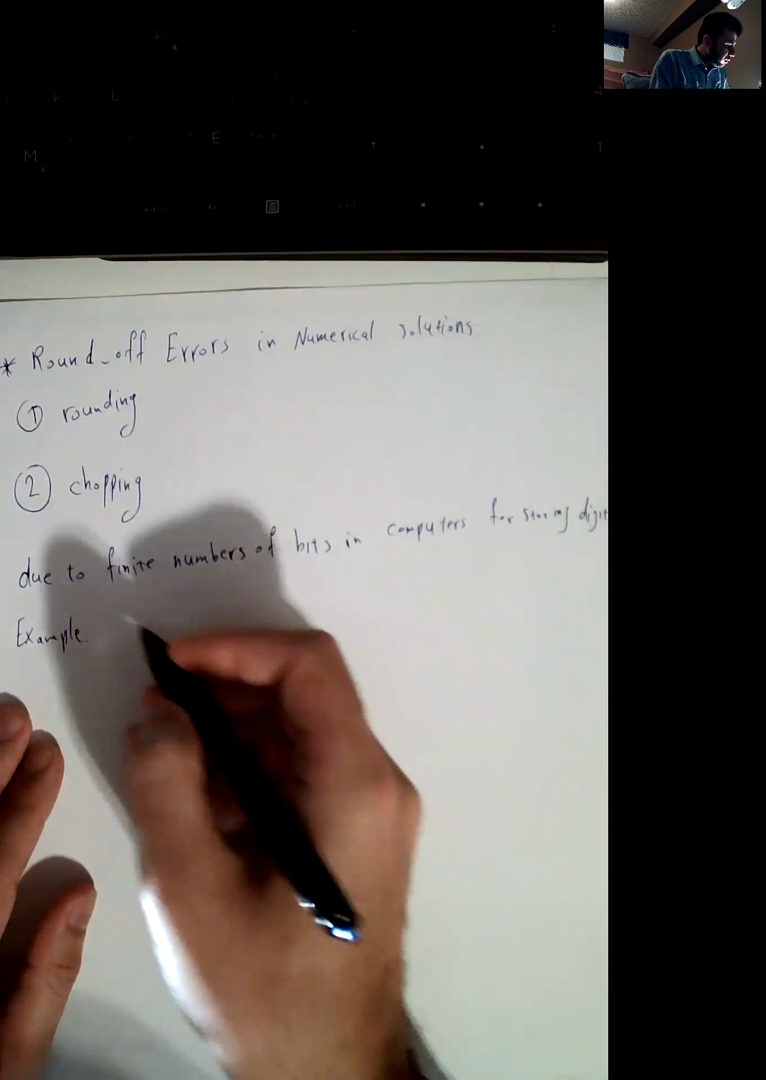 * Round-off Errors in Numerical solutions
① rounding
② chopping
due to finite numbers of bits in computers for storing digit
Example.